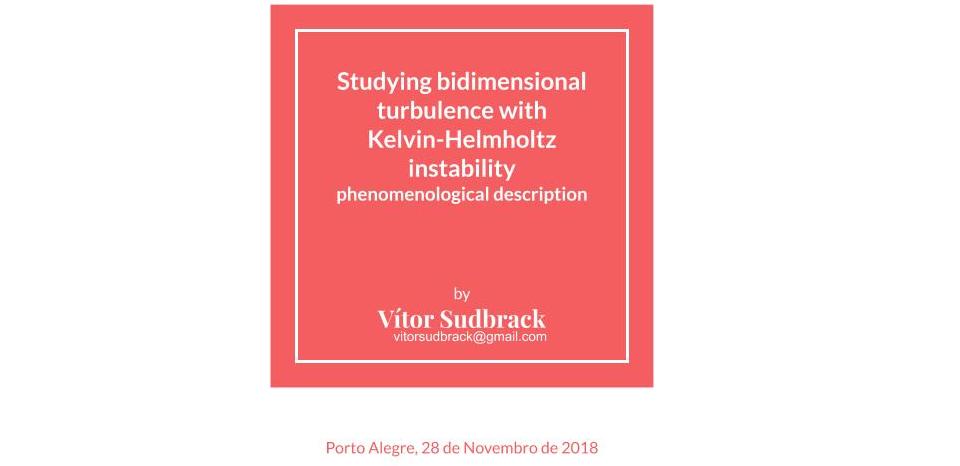 Studying bidimensional
turbulence with
Kelvin-Helmholtz
instability
phenomenological description
by
Vítor Sudbrack
vitorsudbrack@gmail.com
Porto Alegre, 28 de Novembro de 2018